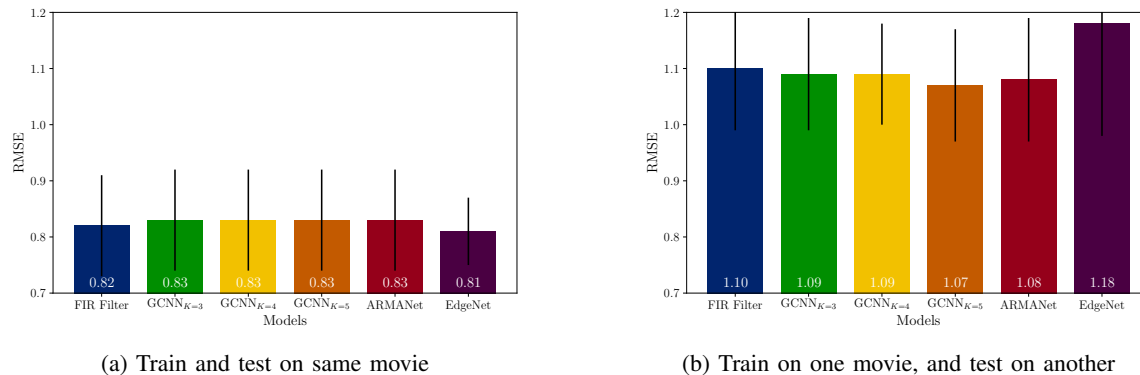 1.2
1.1
1.0
0.9
0.8
0.7
RMSE
0.82 0.83 0.83 0.83 0.83 0.81
FIR Filter GCNN_{K=3} GCNN_{K=4} GCNN_{K=5} ARMANet EdgeNet
Models
(a) Train and test on same movie
1.2
1.1
1.0
0.9
0.8
0.7
RMSE
1.10 1.09 1.09 1.07 1.08 1.18
FIR Filter GCNN_{K=3} GCNN_{K=4} GCNN_{K=5} ARMANet EdgeNet
Models
(b) Train on one movie, and test on another